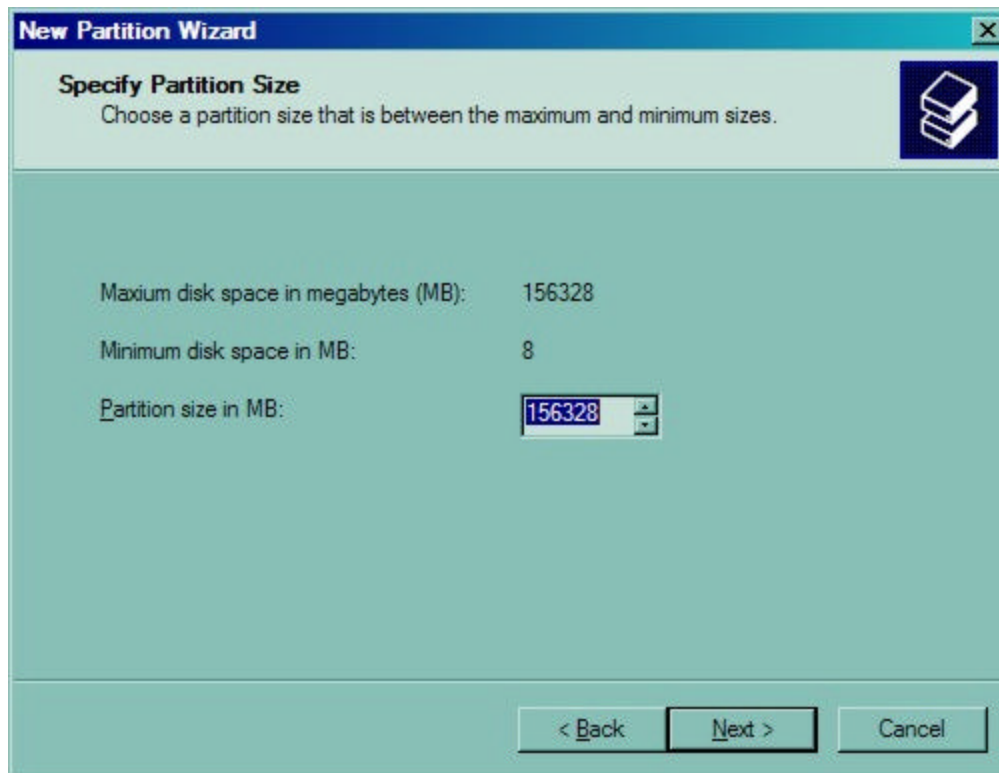 New Partition Wizard
Specify Partition Size
Choose a partition size that is between the maximum and minimum sizes.
Maxium disk space in megabytes (MB): 156328
Minimum disk space in MB: 8
Partition size in MB: 156328
< Back Next > Cancel